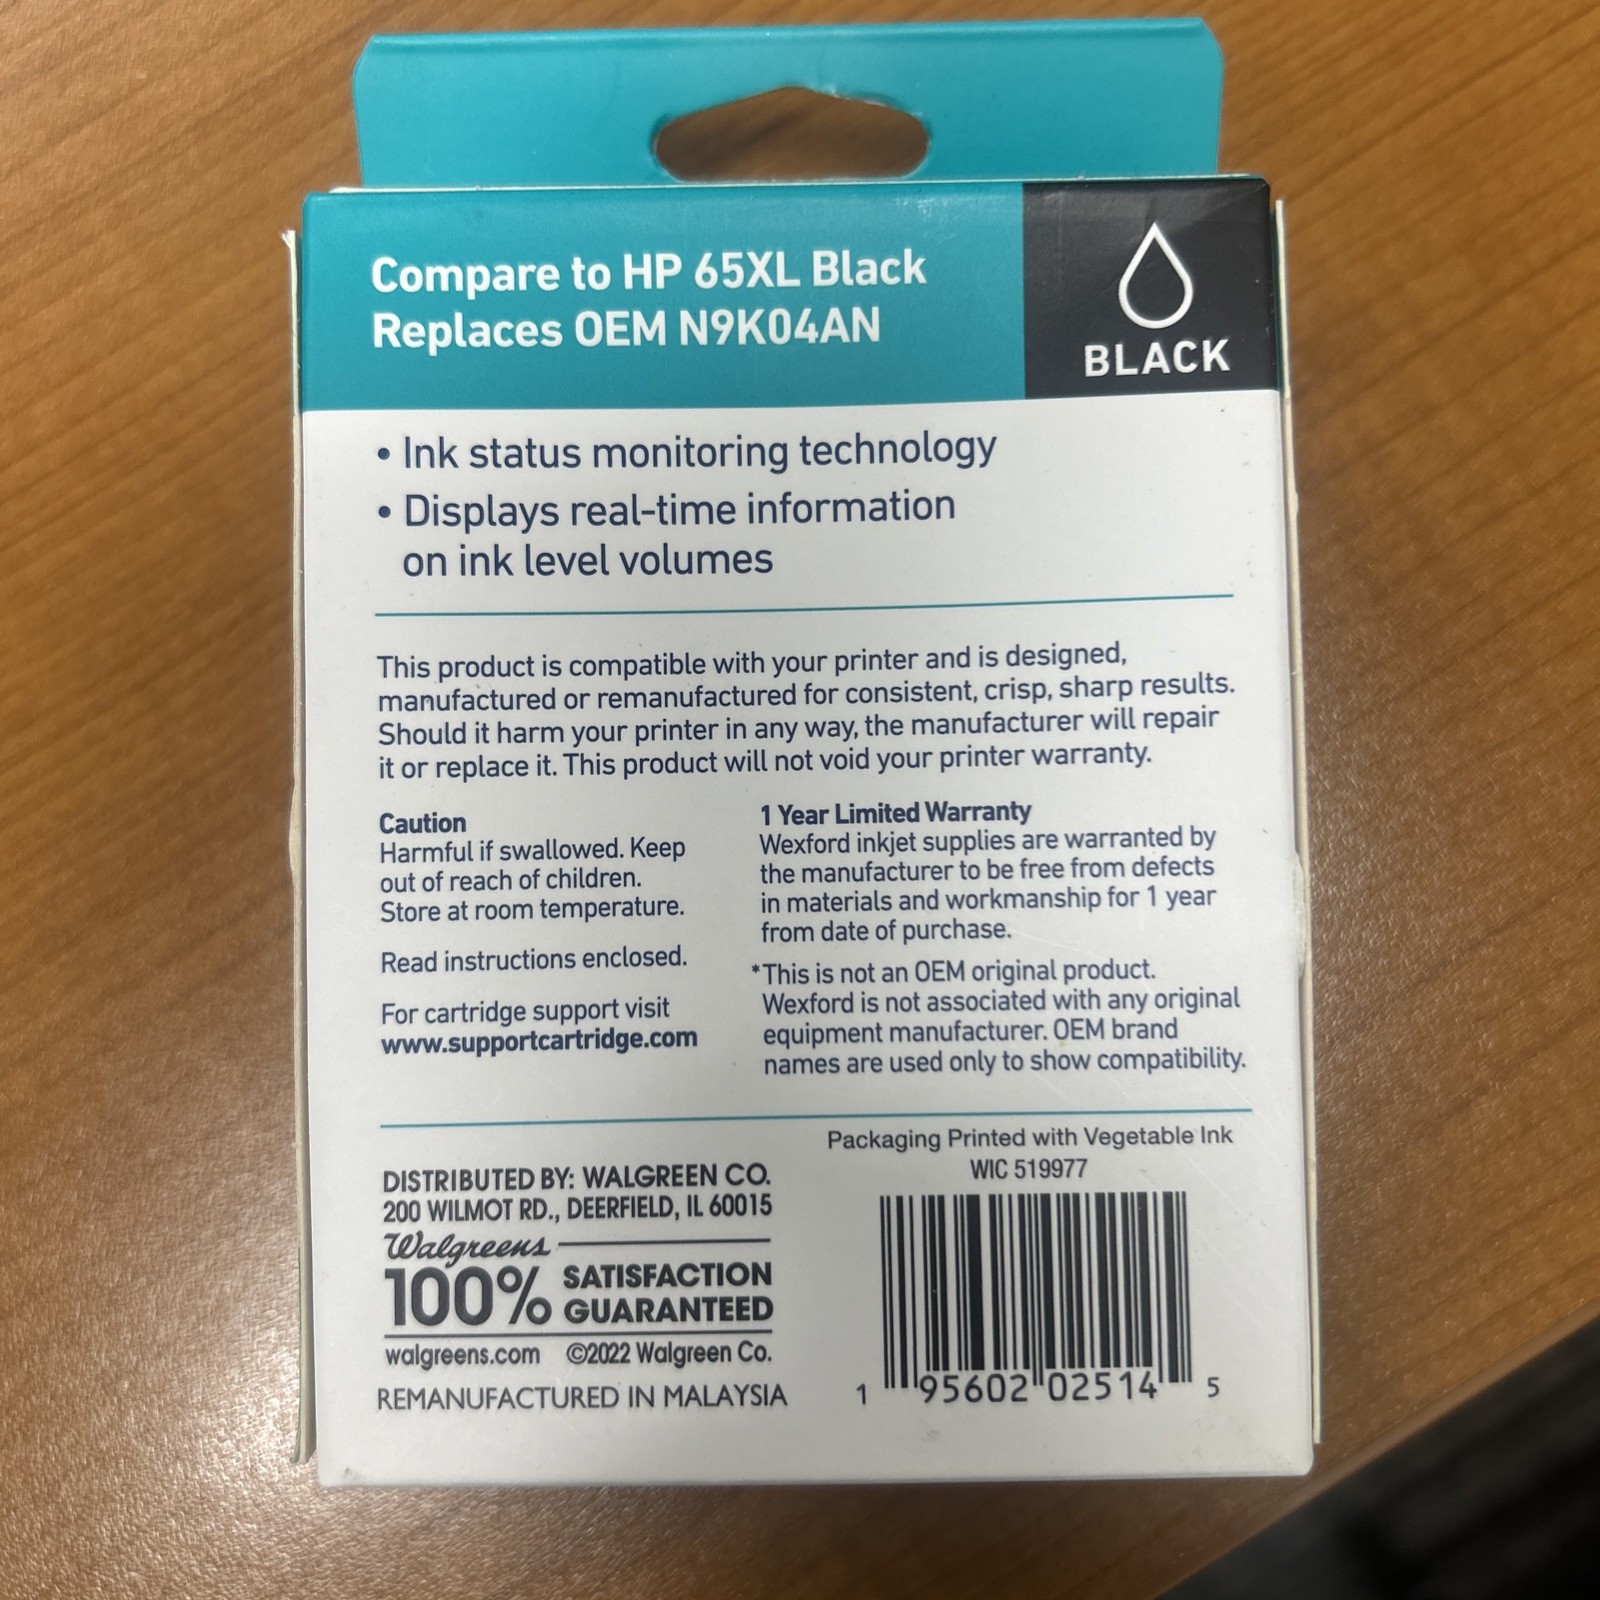 Compare to HP 65XL Black
Replaces OEM N9K04AN
BLACK
• Ink status monitoring technology
• Displays real-time information
on ink level volumes
This product is compatible with your printer and is designed,
manufactured or remanufactured for consistent, crisp, sharp results.
Should it harm your printer in any way, the manufacturer will repair
it or replace it. This product will not void your printer warranty.
Caution
Harmful if swallowed. Keep
out of reach of children.
Store at room temperature.
Read instructions enclosed.
For cartridge support visit
www.supportcartridge.com
1 Year Limited Warranty
Wexford inkjet supplies are warranted by
the manufacturer to be free from defects
in materials and workmanship for 1 year
from date of purchase.
*This is not an OEM original product.
Wexford is not associated with any original
equipment manufacturer. OEM brand
names are used only to show compatibility.
DISTRIBUTED BY: WALGREEN CO.
200 WILMOT RD., DEERFIELD, IL 60015
Walgreens
100% SATISFACTION
GUARANTEED
walgreens.com ©2022 Walgreen Co.
REMANUFACTURED IN MALAYSIA
Packaging Printed with Vegetable Ink
WIC 519977
1 95602 02514 5